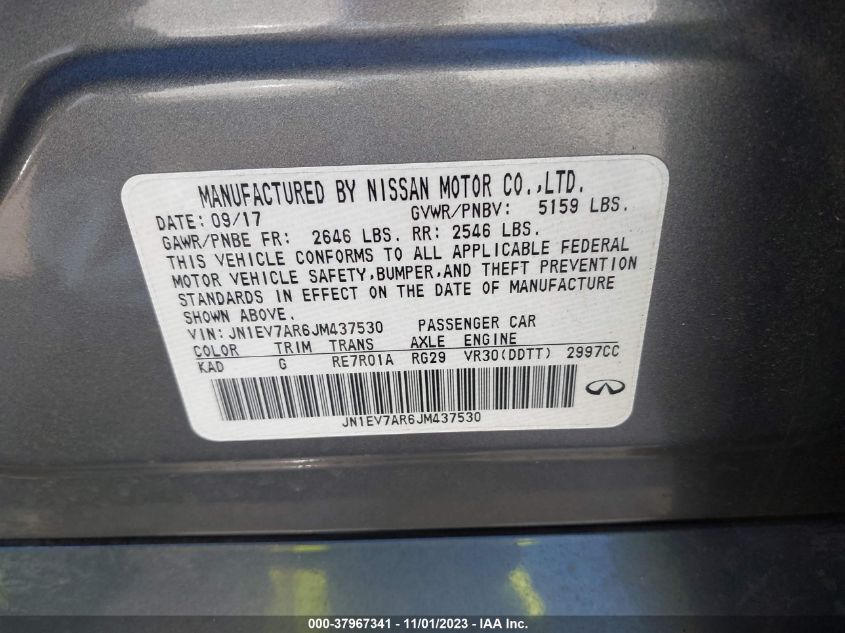 MANUFACTURED BY NISSAN MOTOR CO.,LTD.
DATE: 09/17 GVWR/PNBV: 5159 LBS.
GAWR/PNBE FR: 2646 LBS. RR: 2546 LBS.
THIS VEHICLE CONFORMS TO ALL APPLICABLE FEDERAL
MOTOR VEHICLE SAFETY,BUMPER,AND THEFT PREVENTION
STANDARDS IN EFFECT ON THE DATE OF MANUFACTURE
SHOWN ABOVE.
VIN: JN1EV7AR6JM437530 PASSENGER CAR
COLOR TRIM TRANS AXLE ENGINE
KAD G RE7R01A RG29 VR30(DDTT) 2997CC
JN1EV7AR6JM437530
000-37967341 - 11/01/2023 - IAA Inc.